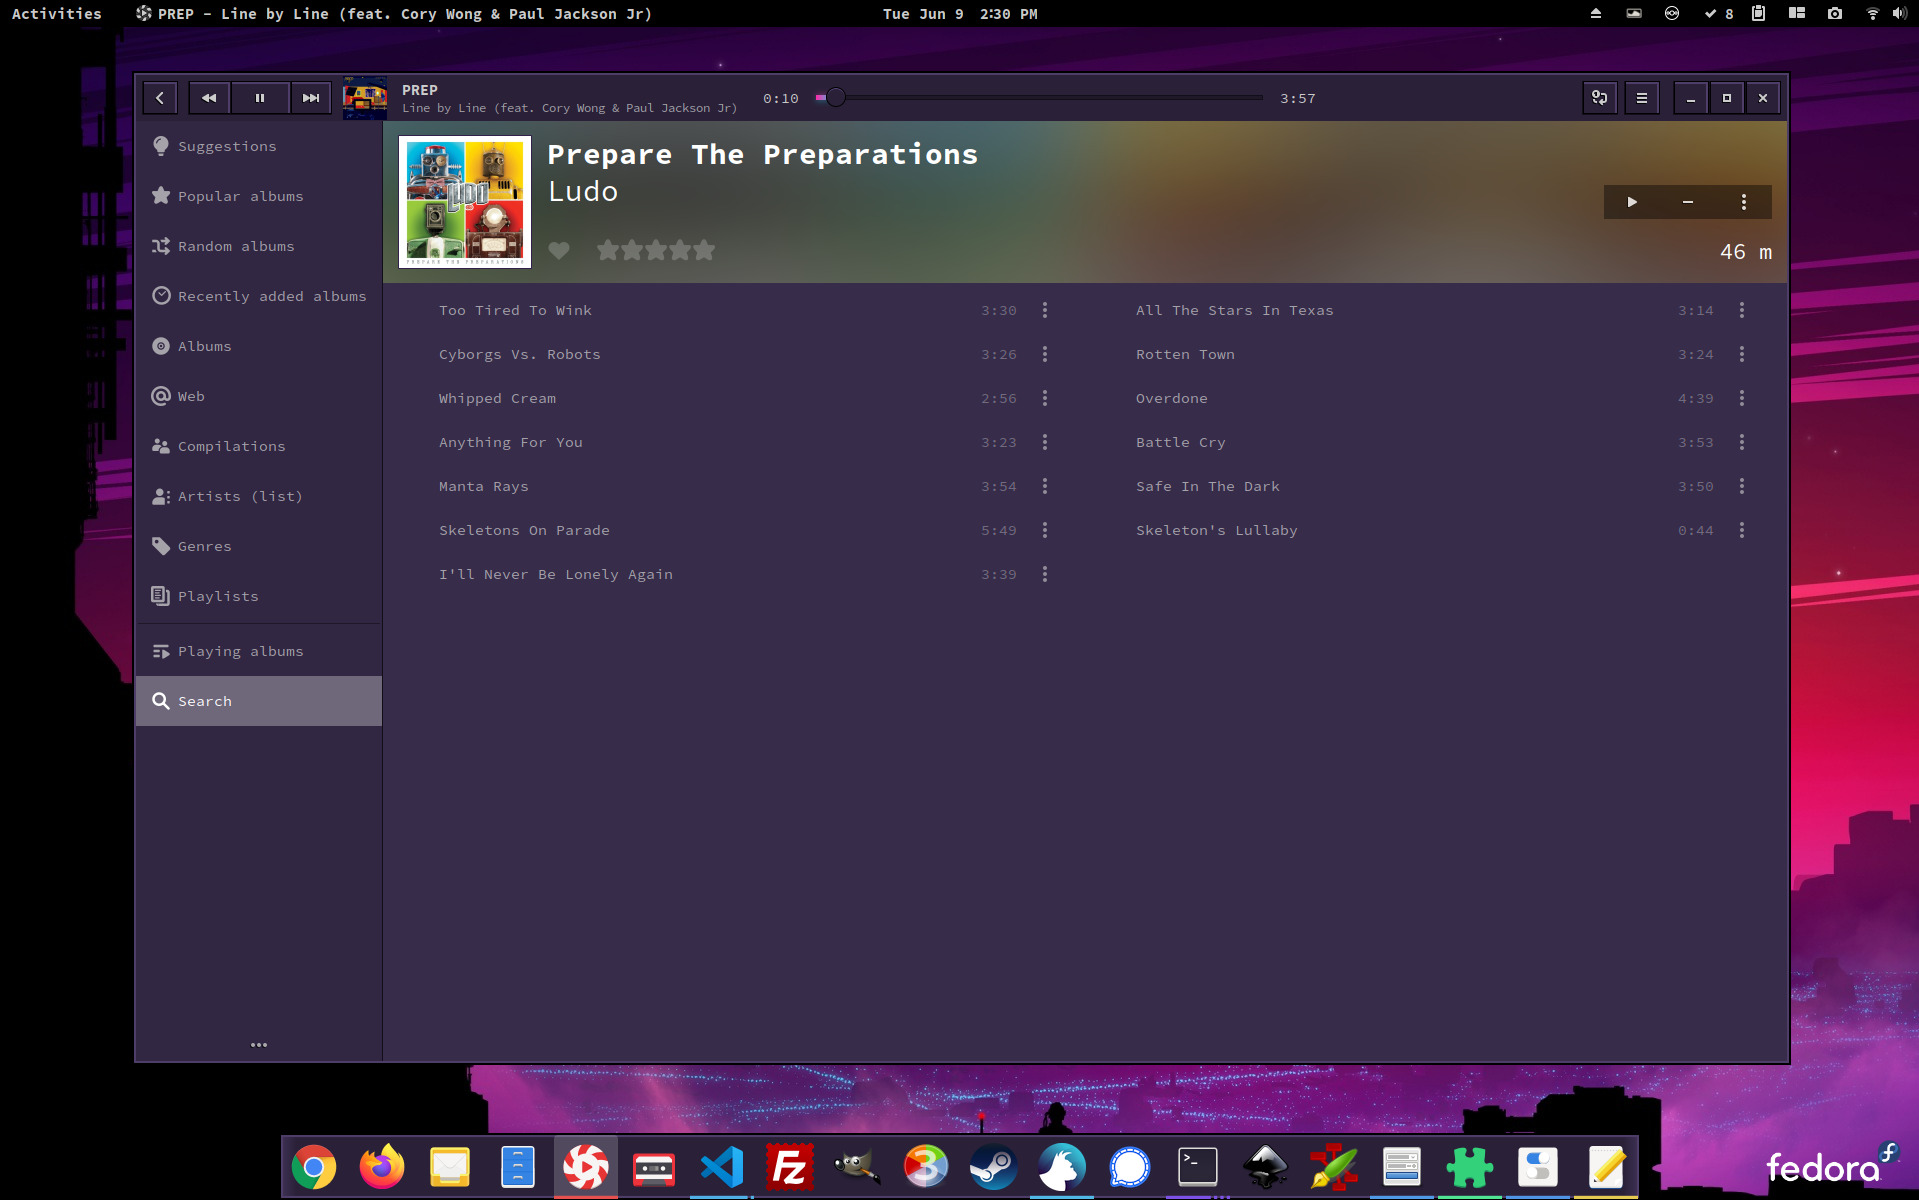 Activities PREP - Line by Line (feat. Cory Wong & Paul Jackson Jr) Tue Jun 9 2:30 PM 8
PREP
Line by Line (feat. Cory Wong & Paul Jackson Jr) 0:10 3:57
Suggestions
Popular albums
Random albums
Recently added albums
Albums
Web
Compilations
Artists (list)
Genres
Playlists
Playing albums
Search
LUDO
PREPARE THE PREPARATIONS
Prepare The Preparations
Ludo
46 m
Too Tired To Wink 3:30
Cyborgs Vs. Robots 3:26
Whipped Cream 2:56
Anything For You 3:23
Manta Rays 3:54
Skeletons On Parade 5:49
I'll Never Be Lonely Again 3:39
All The Stars In Texas 3:14
Rotten Town 3:24
Overdone 4:39
Battle Cry 3:53
Safe In The Dark 3:50
Skeleton's Lullaby 0:44
Fz
3
>_
fedora